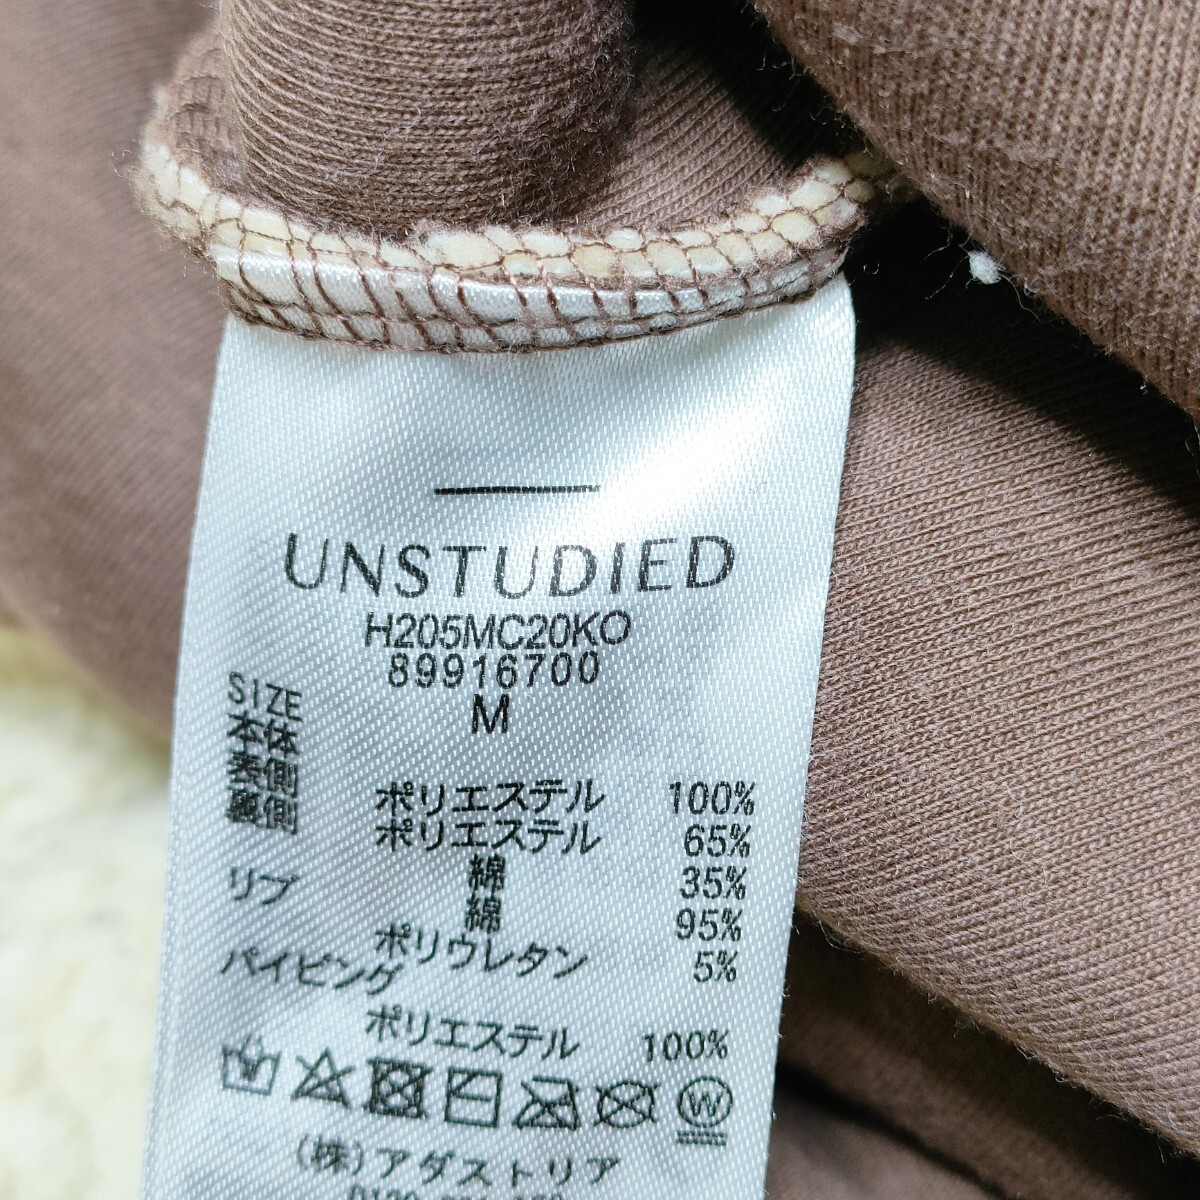 UNSTUDIED
H205MC20KO
89916700
SIZE M
本体
表側 ポリエステル 100%
裏側 ポリエステル 65%
綿 35%
リブ 綿 95%
ポリウレタン 5%
パイピング
ポリエステル 100%
W
(株)アダストリア